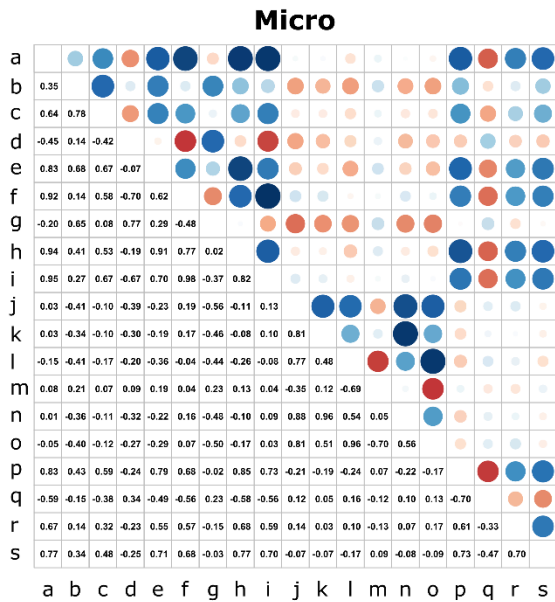 Micro
a
b 0.35
c 0.64 0.78
d -0.45 0.14 -0.42
e 0.83 0.68 0.67 -0.07
f 0.92 0.14 0.58 -0.70 0.62
g -0.20 0.65 0.08 0.77 0.29 -0.48
h 0.94 0.41 0.53 -0.19 0.91 0.77 0.02
i 0.95 0.27 0.67 -0.67 0.70 0.98 -0.37 0.82
j 0.03 -0.41 -0.10 -0.39 -0.23 0.19 -0.56 -0.11 0.13
k 0.03 -0.34 -0.10 -0.30 -0.19 0.17 -0.46 -0.08 0.10 0.81
l -0.15 -0.41 -0.17 -0.20 -0.36 -0.04 -0.44 -0.26 -0.08 0.77 0.48
m 0.08 0.21 0.07 0.09 0.19 0.04 0.23 0.13 0.04 -0.35 0.12 -0.69
n 0.01 -0.36 -0.11 -0.32 -0.22 0.16 -0.48 -0.10 0.09 0.88 0.96 0.54 0.05
o -0.05 -0.40 -0.12 -0.27 -0.29 0.07 -0.50 -0.17 0.03 0.81 0.51 0.96 -0.70 0.56
p 0.83 0.43 0.59 -0.24 0.79 0.68 -0.02 0.85 0.73 -0.21 -0.19 -0.24 0.07 -0.22 -0.17
q -0.59 -0.15 -0.38 0.34 -0.49 -0.56 0.23 -0.58 -0.56 0.12 0.05 0.16 -0.12 0.10 0.13 -0.70
r 0.67 0.14 0.32 -0.23 0.55 0.57 -0.15 0.68 0.59 0.14 0.03 0.10 -0.13 0.07 0.17 0.61 -0.33
s 0.77 0.34 0.48 -0.25 0.71 0.68 -0.03 0.77 0.70 -0.07 -0.07 -0.17 0.09 -0.08 -0.09 0.73 -0.47 0.70
a b c d e f g h i j k l m n o p q r s